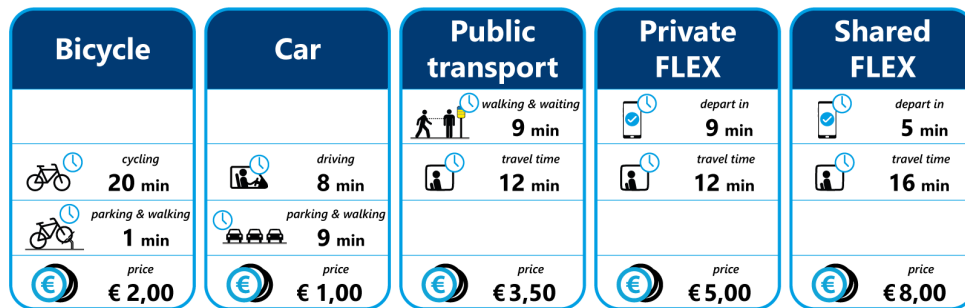 Bicycle
cycling
20 min
parking & walking
1 min
price
€ 2,00
Car
driving
8 min
parking & walking
9 min
price
€ 1,00
Public
transport
walking & waiting
9 min
travel time
12 min
price
€ 3,50
Private
FLEX
depart in
9 min
travel time
12 min
price
€ 5,00
Shared
FLEX
depart in
5 min
travel time
16 min
price
€ 8,00